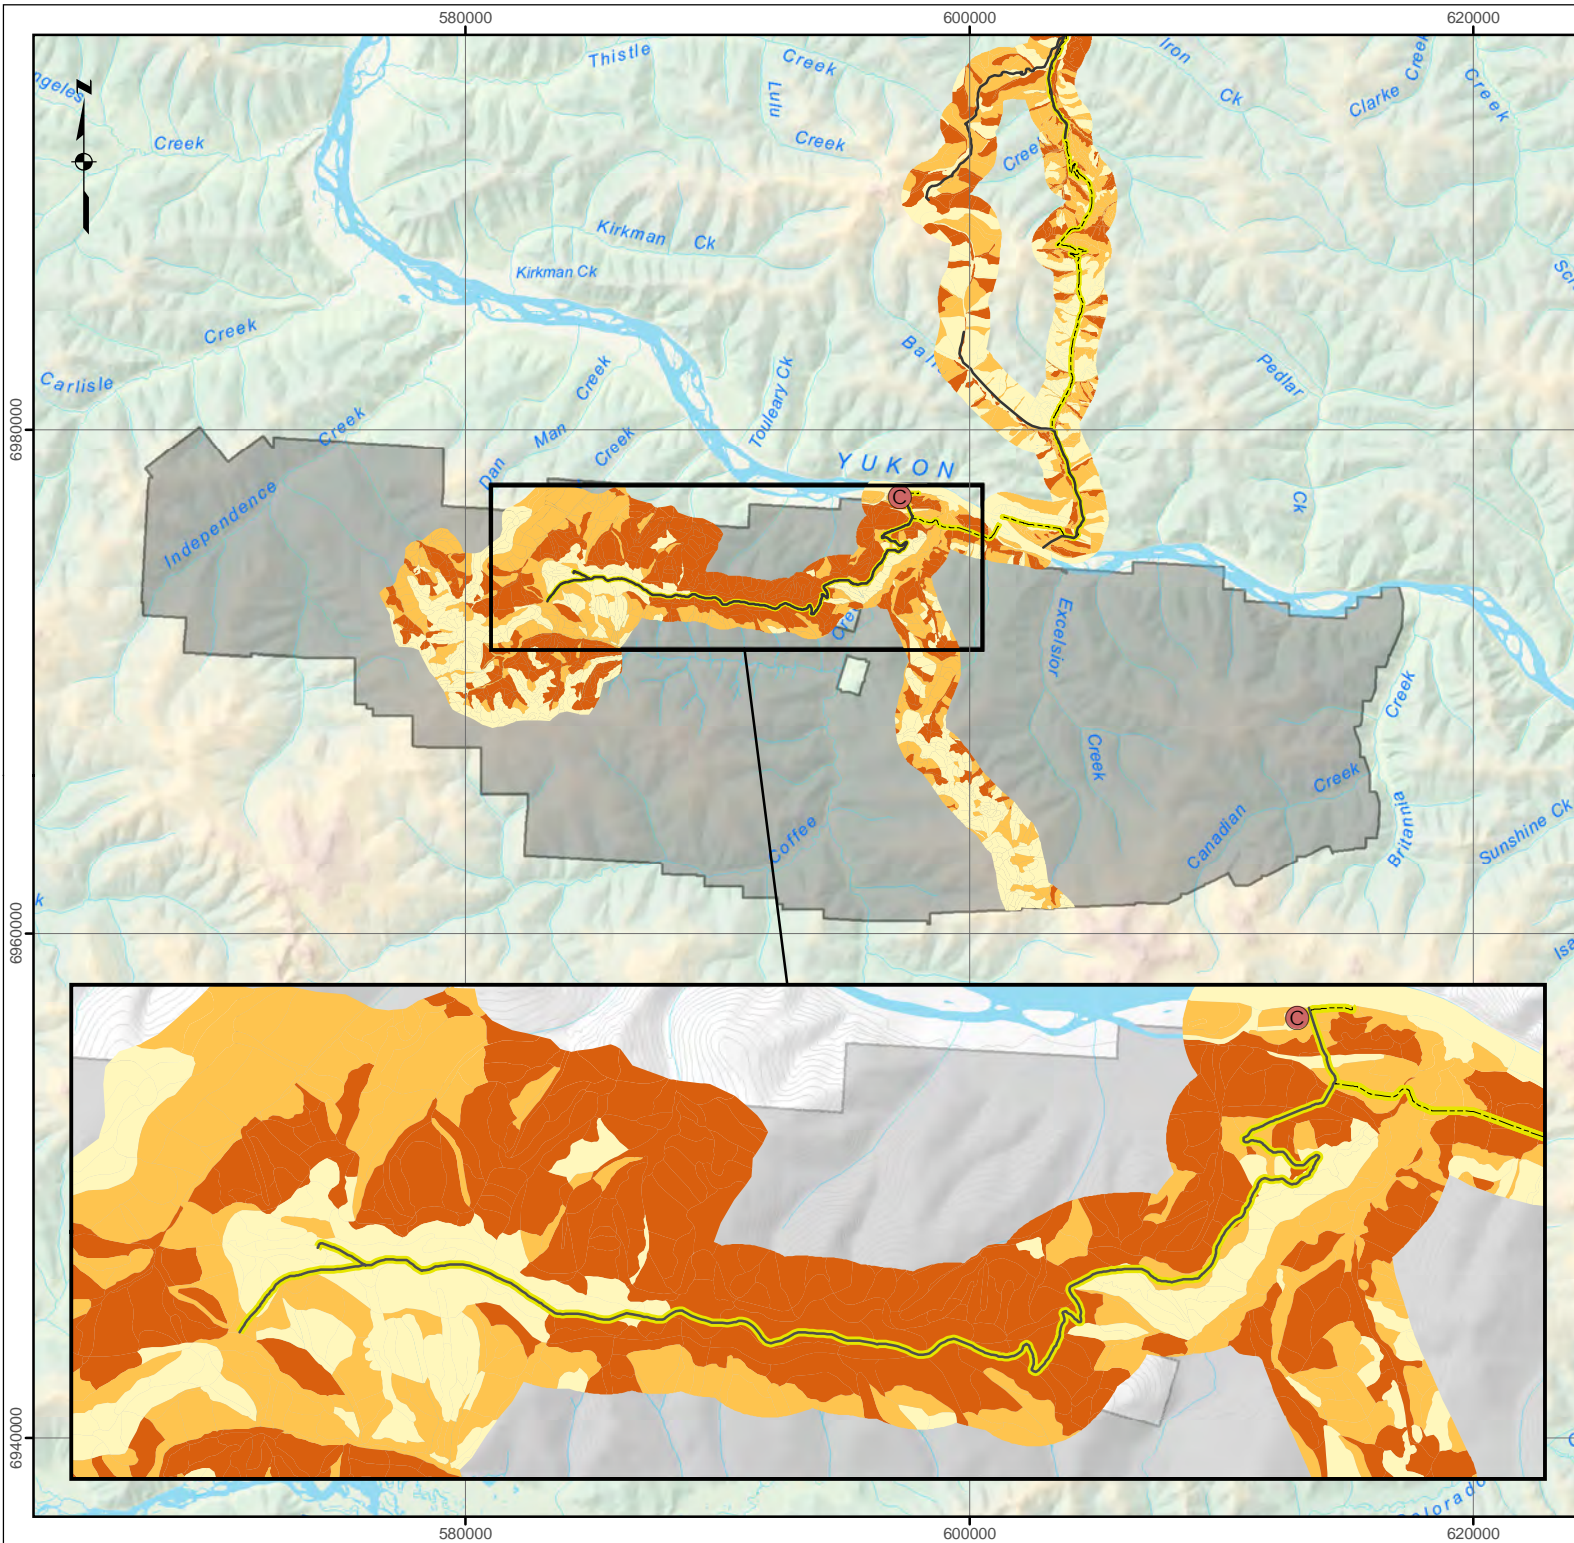 580000
600000
620000
Thistle
Creek
Iron
Ck
Creek
Clarke
Creek
Lulu
Creek
Creek
N
Kirkman Ck
Kirkman Ck
Creek
Carlisle
Creek
Creek
Man
Dan
Creek
Touleary Ck
Pedlar
Ck
YUKON
6980000
Independence
C
Excelsior
Creek
Creek
Creek
Coffee
Canadian
Britannia
Sunshine Ck
6960000
C
6940000
580000
600000
620000